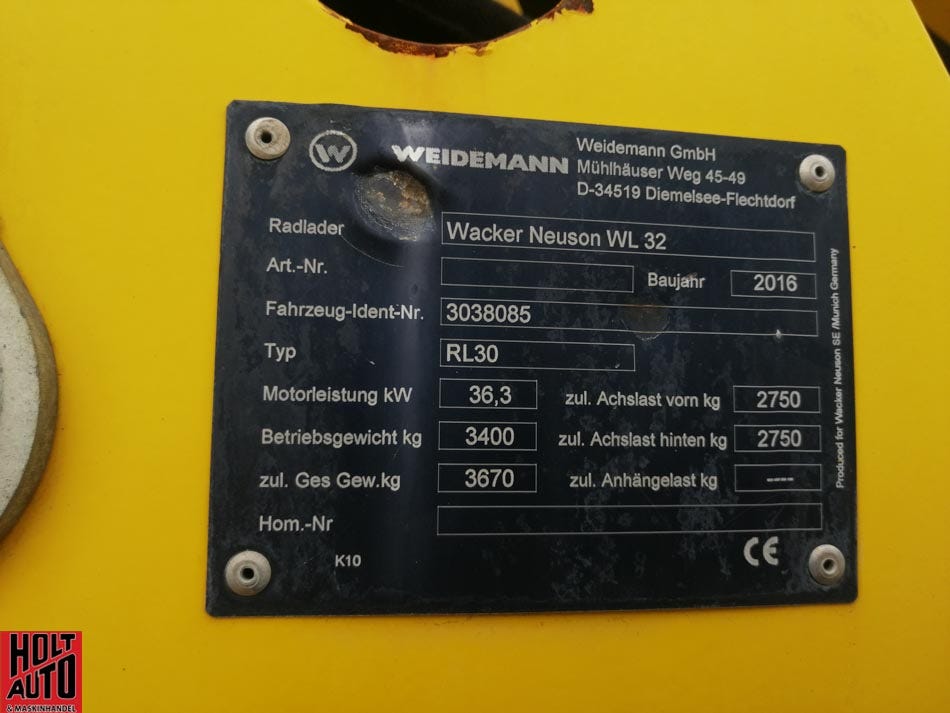 W WEIDEMANN
Weidemann GmbH
Mühlhäuser Weg 45-49
D-34519 Diemelsee-Flechtdorf
Radlader Wacker Neuson WL 32
Art.-Nr. Baujahr 2016
Fahrzeug-Ident-Nr. 3038085
Typ RL30
Motorleistung kW 36,3 zul. Achslast vorn kg 2750
Betriebsgewicht kg 3400 zul. Achslast hinten kg 2750
zul. Ges Gew.kg 3670 zul. Anhängelast kg ----
Hom.-Nr
K10 CE
Produced for Wacker Neuson SE /Munich Germany
HOLT
AUTO
& MASKINHANDEL